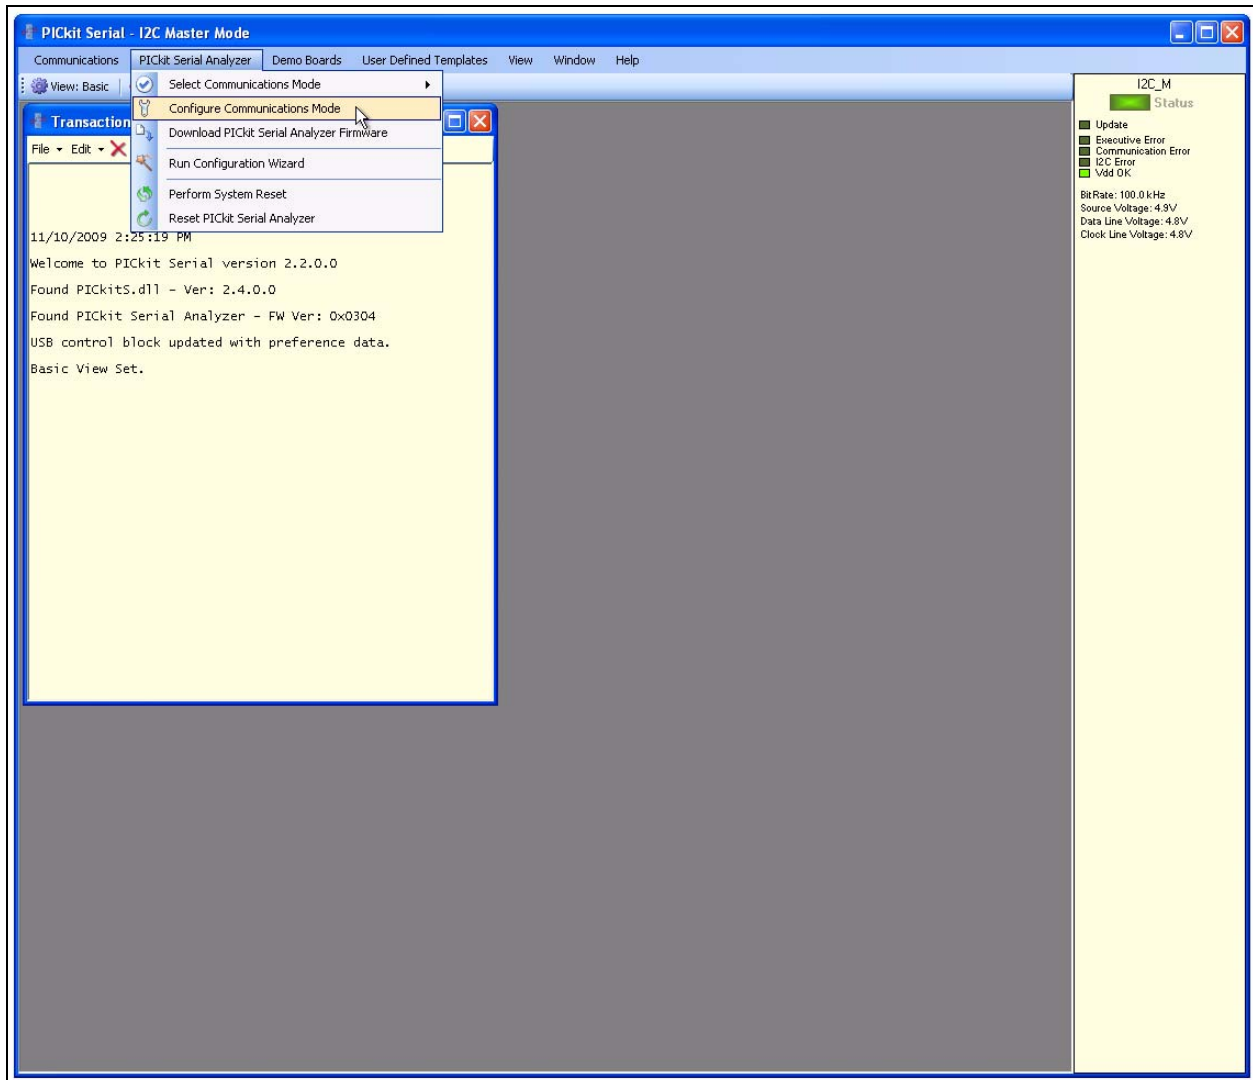 PICkit Serial - I2C Master Mode
Communications PICkit Serial Analyzer Demo Boards User Defined Templates View Window Help
View: Basic
Select Communications Mode
Configure Communications Mode
Download PICkit Serial Analyzer Firmware
Run Configuration Wizard
Perform System Reset
Reset PICkit Serial Analyzer
Transaction
File Edit
11/10/2009 2:25:19 PM
Welcome to PICkit Serial version 2.2.0.0
Found PICkitS.dll - Ver: 2.4.0.0
Found PICkit Serial Analyzer - FW Ver: 0x0304
USB control block updated with preference data.
Basic View Set.
I2C_M
Status
Update
Executive Error
Communication Error
I2C Error
Vdd OK
BitRate: 100.0 kHz
Source Voltage: 4.9V
Data Line Voltage: 4.8V
Clock Line Voltage: 4.8V